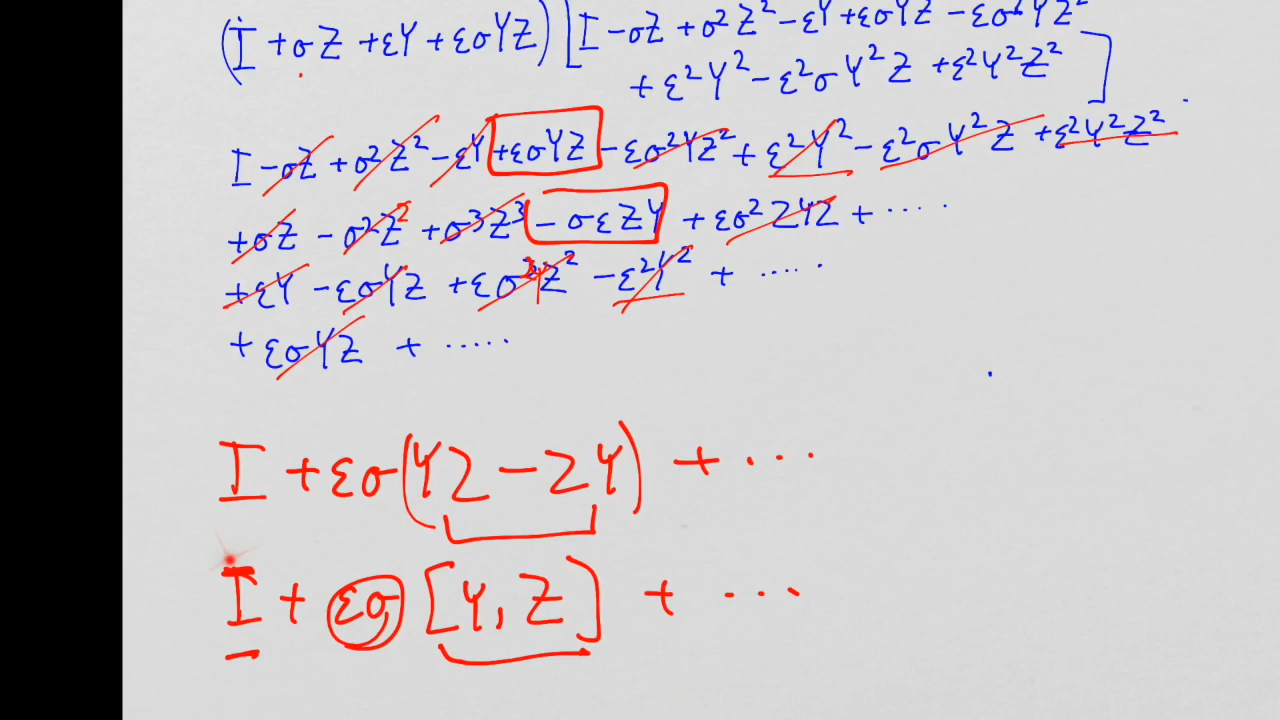 (I + σZ + εY + εσYZ) [I - σZ + σ²Z² - εY + εσYZ - εσ²YZ²
+ ε²Y² - ε²σY²Z + ε²Y²Z²]
I - σZ + σ²Z² - εY + εσYZ - εσ²YZ² + ε²Y² - ε²σY²Z + ε²Y²Z²
+ σZ - σ²Z² + σ³Z³ - σεZY + εσ²ZYZ + ....
+ εY - εσYZ + εσ²YZ² - ε²Y² + ....
+ εσYZ + .....
I + εσ(YZ - ZY) + ...
I + εσ [Y, Z] + ...